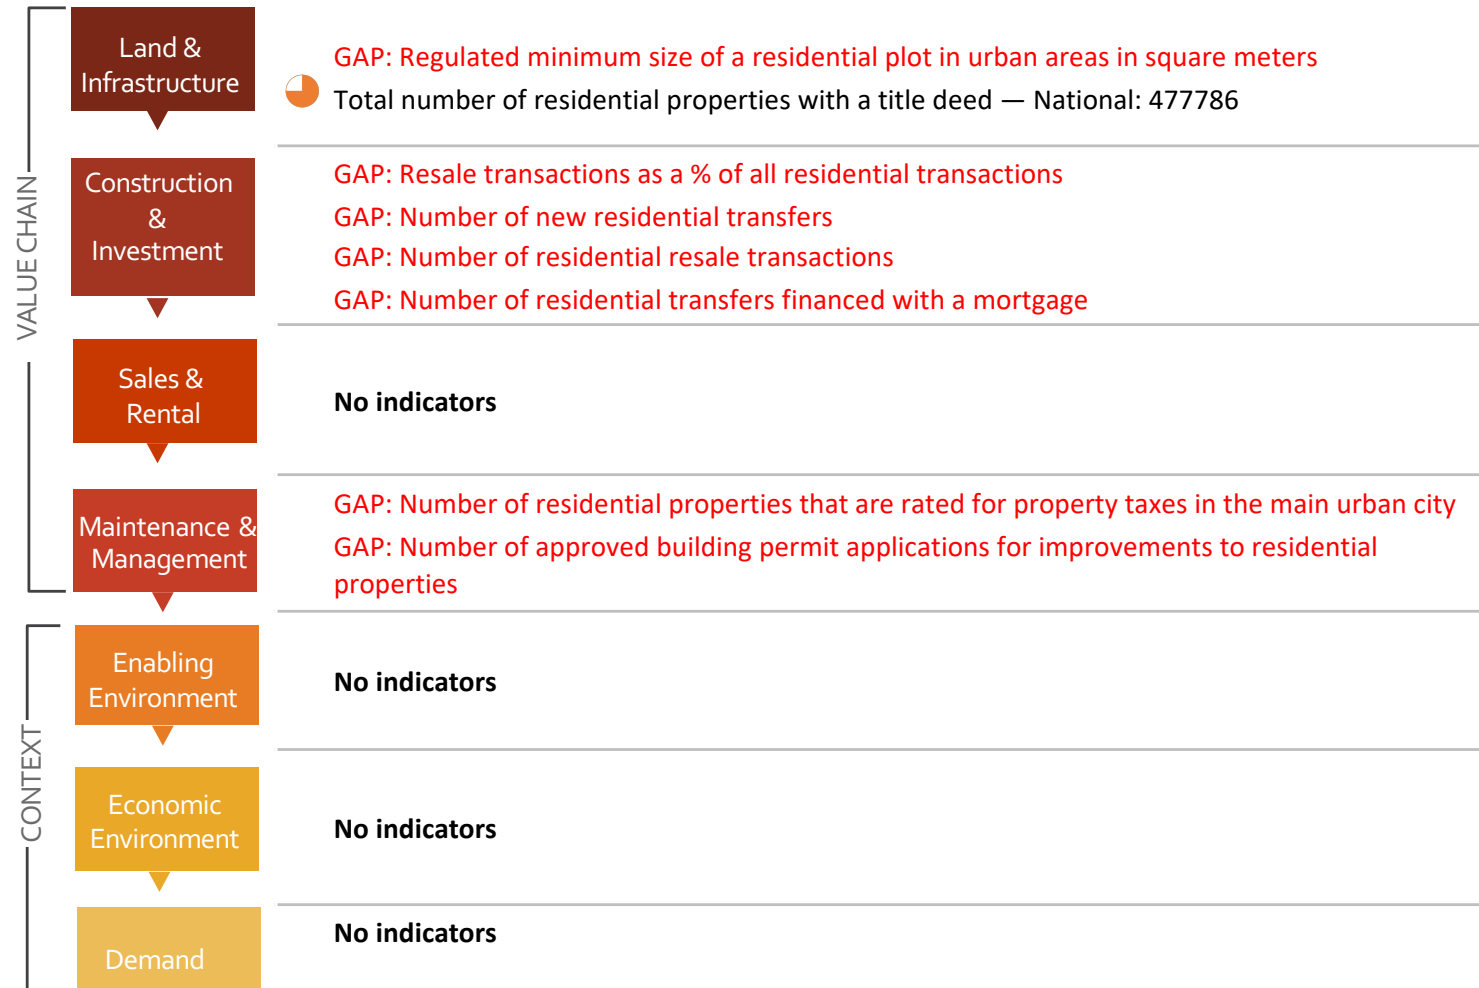 VALUE CHAIN
Land &
Infrastructure
GAP: Regulated minimum size of a residential plot in urban areas in square meters
Total number of residential properties with a title deed — National: 477786
Construction
&
Investment
GAP: Resale transactions as a % of all residential transactions
GAP: Number of new residential transfers
GAP: Number of residential resale transactions
GAP: Number of residential transfers financed with a mortgage
Sales &
Rental
No indicators
Maintenance &
Management
GAP: Number of residential properties that are rated for property taxes in the main urban city
GAP: Number of approved building permit applications for improvements to residential
properties
CONTEXT
Enabling
Environment
No indicators
Economic
Environment
No indicators
Demand
No indicators